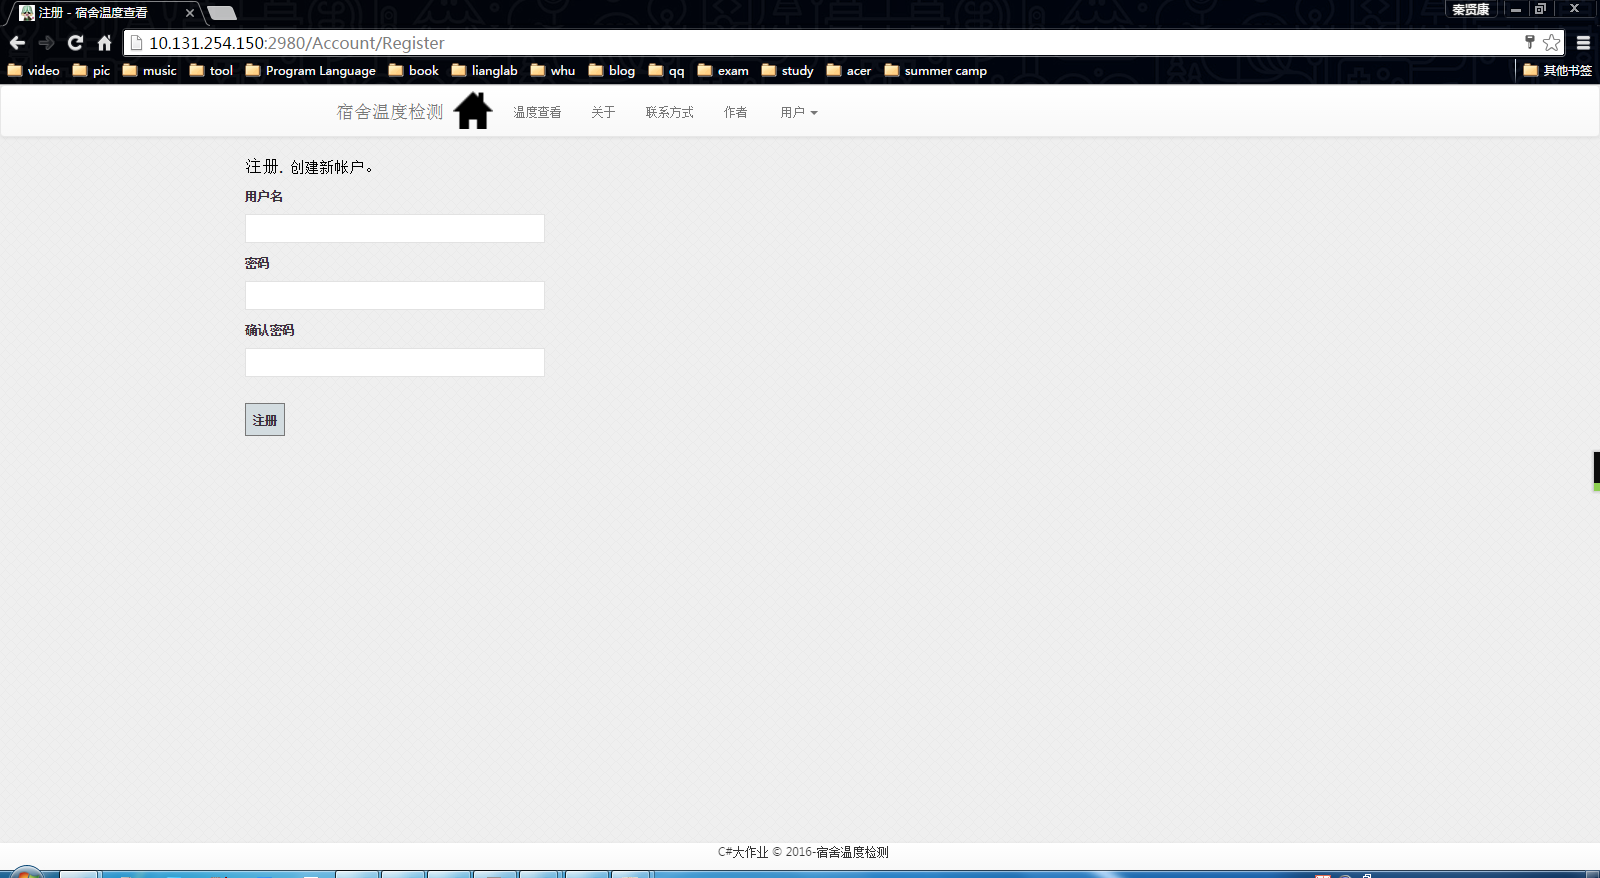 注册 - 宿舍温度查看
秦贤康
10.131.254.150:2980/Account/Register
video pic music tool Program Language book lianglab whu blog qq exam study acer summer camp 其他书签
宿舍温度检测 温度查看 关于 联系方式 作者 用户
注册. 创建新帐户。
用户名
密码
确认密码
注册
C#大作业 © 2016-宿舍温度检测